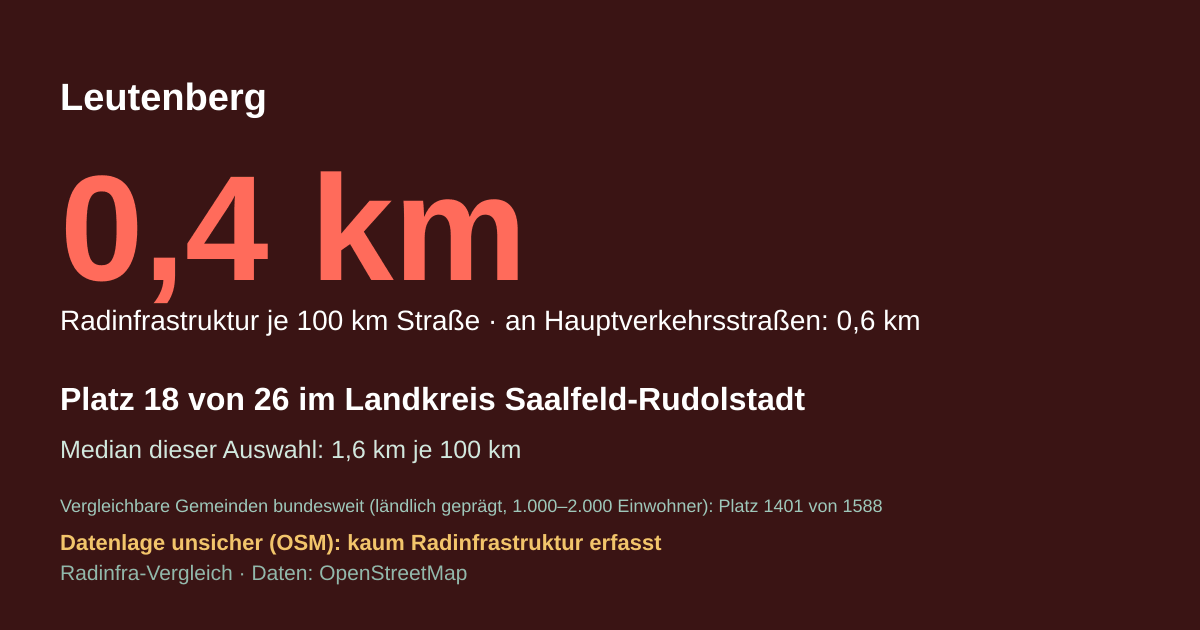 Leutenberg
0,4 km
Radinfrastruktur je 100 km Straße · an Hauptverkehrsstraßen: 0,6 km
Platz 18 von 26 im Landkreis Saalfeld-Rudolstadt
Median dieser Auswahl: 1,6 km je 100 km
Vergleichbare Gemeinden bundesweit (ländlich geprägt, 1.000–2.000 Einwohner): Platz 1401 von 1588
Datenlage unsicher (OSM): kaum Radinfrastruktur erfasst
Radinfra-Vergleich · Daten: OpenStreetMap